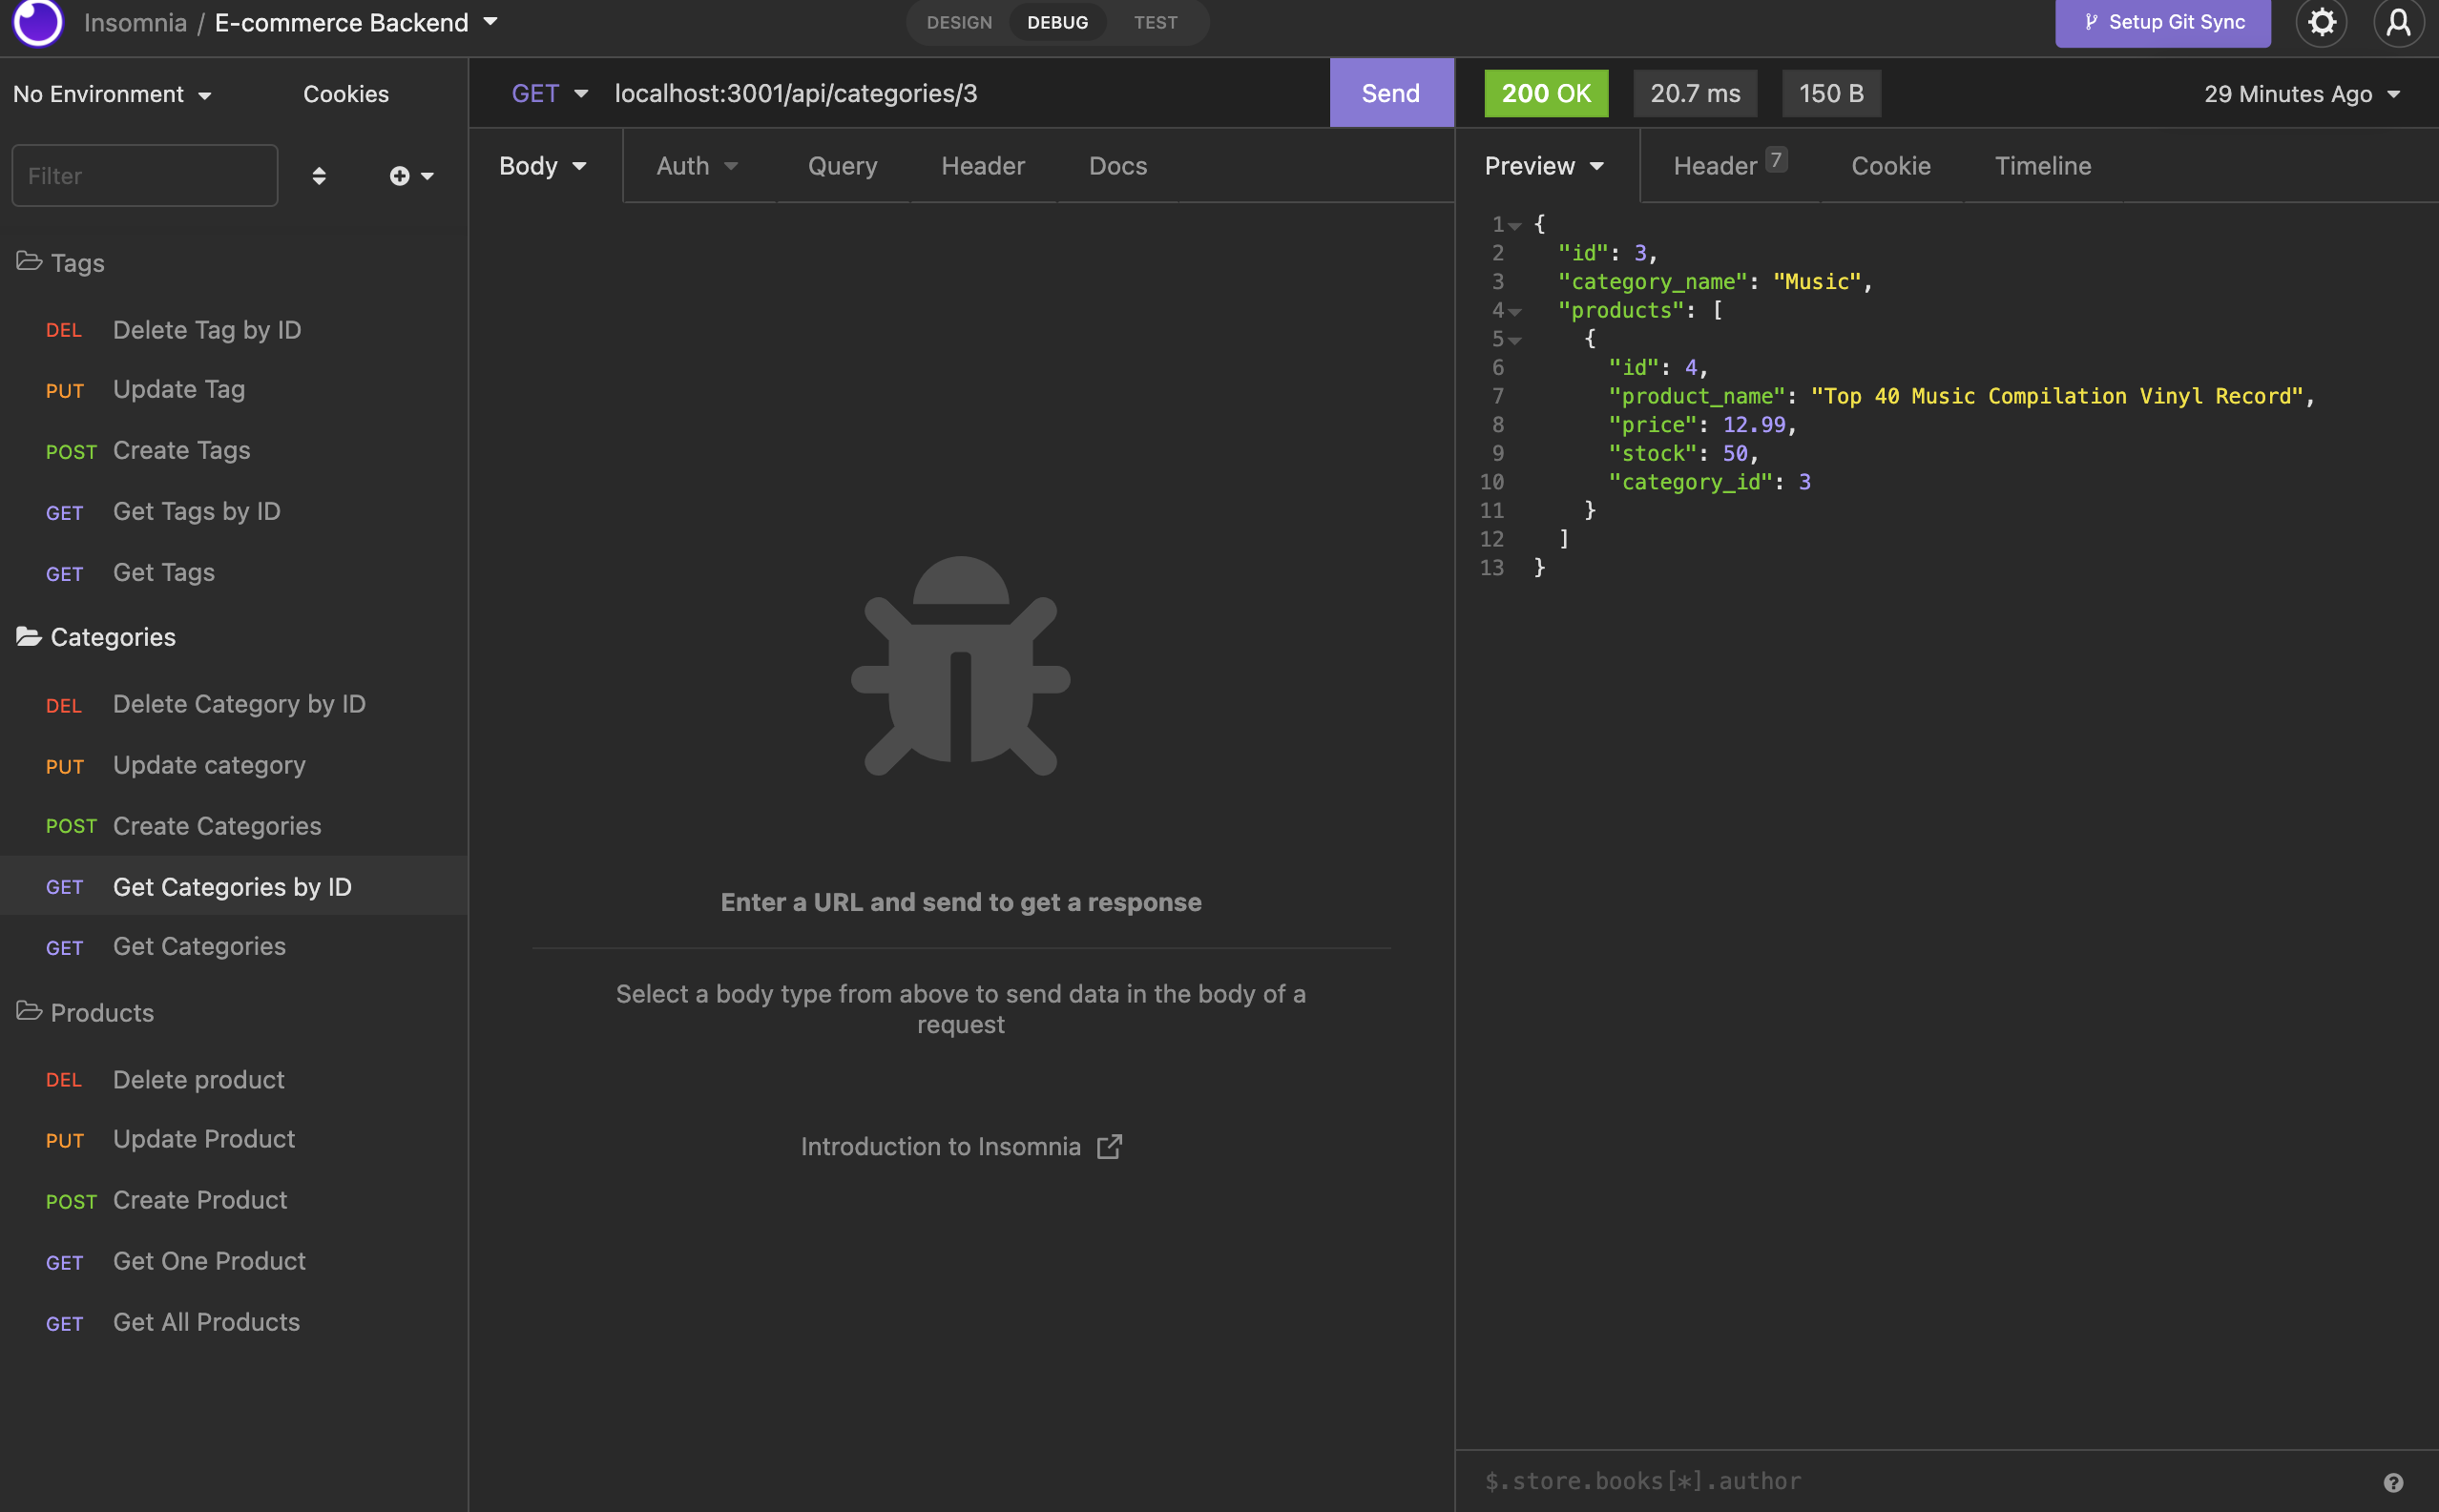 Insomnia / E-commerce Backend
DESIGN DEBUG TEST
Setup Git Sync
No Environment Cookies
Filter
Tags
DEL Delete Tag by ID
PUT Update Tag
POST Create Tags
GET Get Tags by ID
GET Get Tags
Categories
DEL Delete Category by ID
PUT Update category
POST Create Categories
GET Get Categories by ID
GET Get Categories
Products
DEL Delete product
PUT Update Product
POST Create Product
GET Get One Product
GET Get All Products
GET localhost:3001/api/categories/3 Send
Body Auth Query Header Docs
Enter a URL and send to get a response
Select a body type from above to send data in the body of a
request
Introduction to Insomnia
200 OK 20.7 ms 150 B 29 Minutes Ago
Preview Header 7 Cookie Timeline
1 {
2 "id": 3,
3 "category_name": "Music",
4 "products": [
5 {
6 "id": 4,
7 "product_name": "Top 40 Music Compilation Vinyl Record",
8 "price": 12.99,
9 "stock": 50,
10 "category_id": 3
11 }
12 ]
13 }
$.store.books[*].author